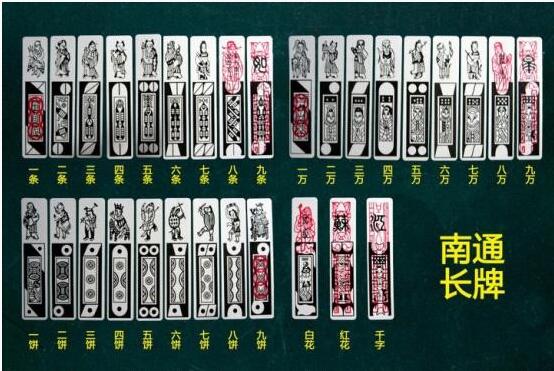 一条 二条 三条 四条 五条 六条 七条 八条 九条
一万 二万 三万 四万 五万 六万 七万 八万 九万
一饼 二饼 三饼 四饼 五饼 六饼 七饼 八饼 九饼
白花 红花 千字
南通
长牌